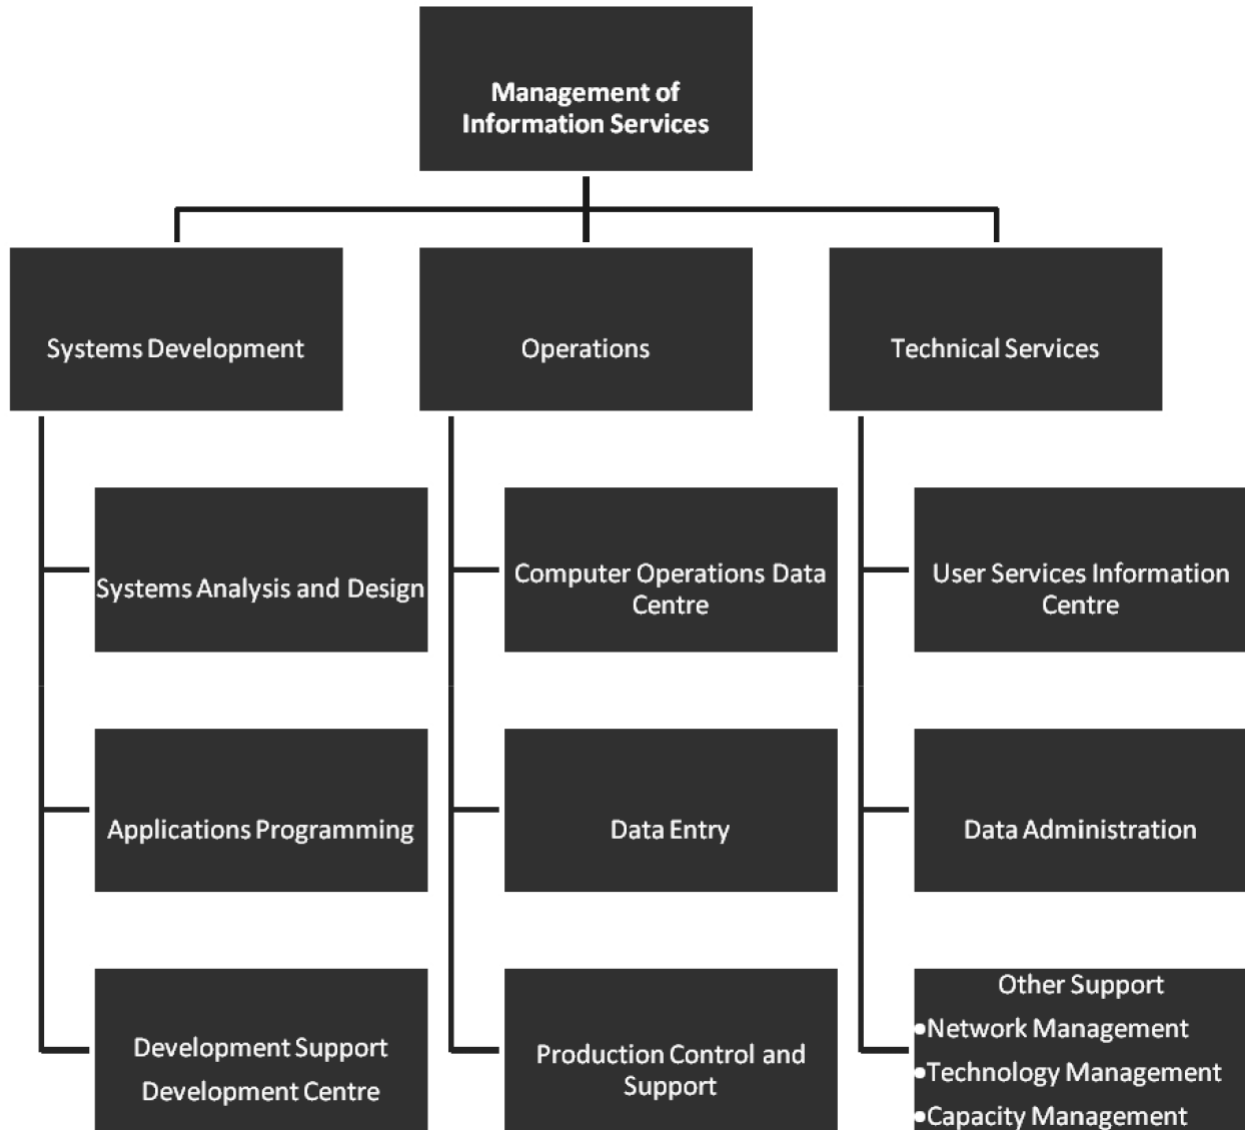 Management of
Information Services
Systems Development
Operations
Technical Services
Systems Analysis and Design
Computer Operations Data
Centre
User Services Information
Centre
Applications Programming
Data Entry
Data Administration
Development Support
Development Centre
Production Control and
Support
Other Support
•Network Management
•Technology Management
•Capacity Management